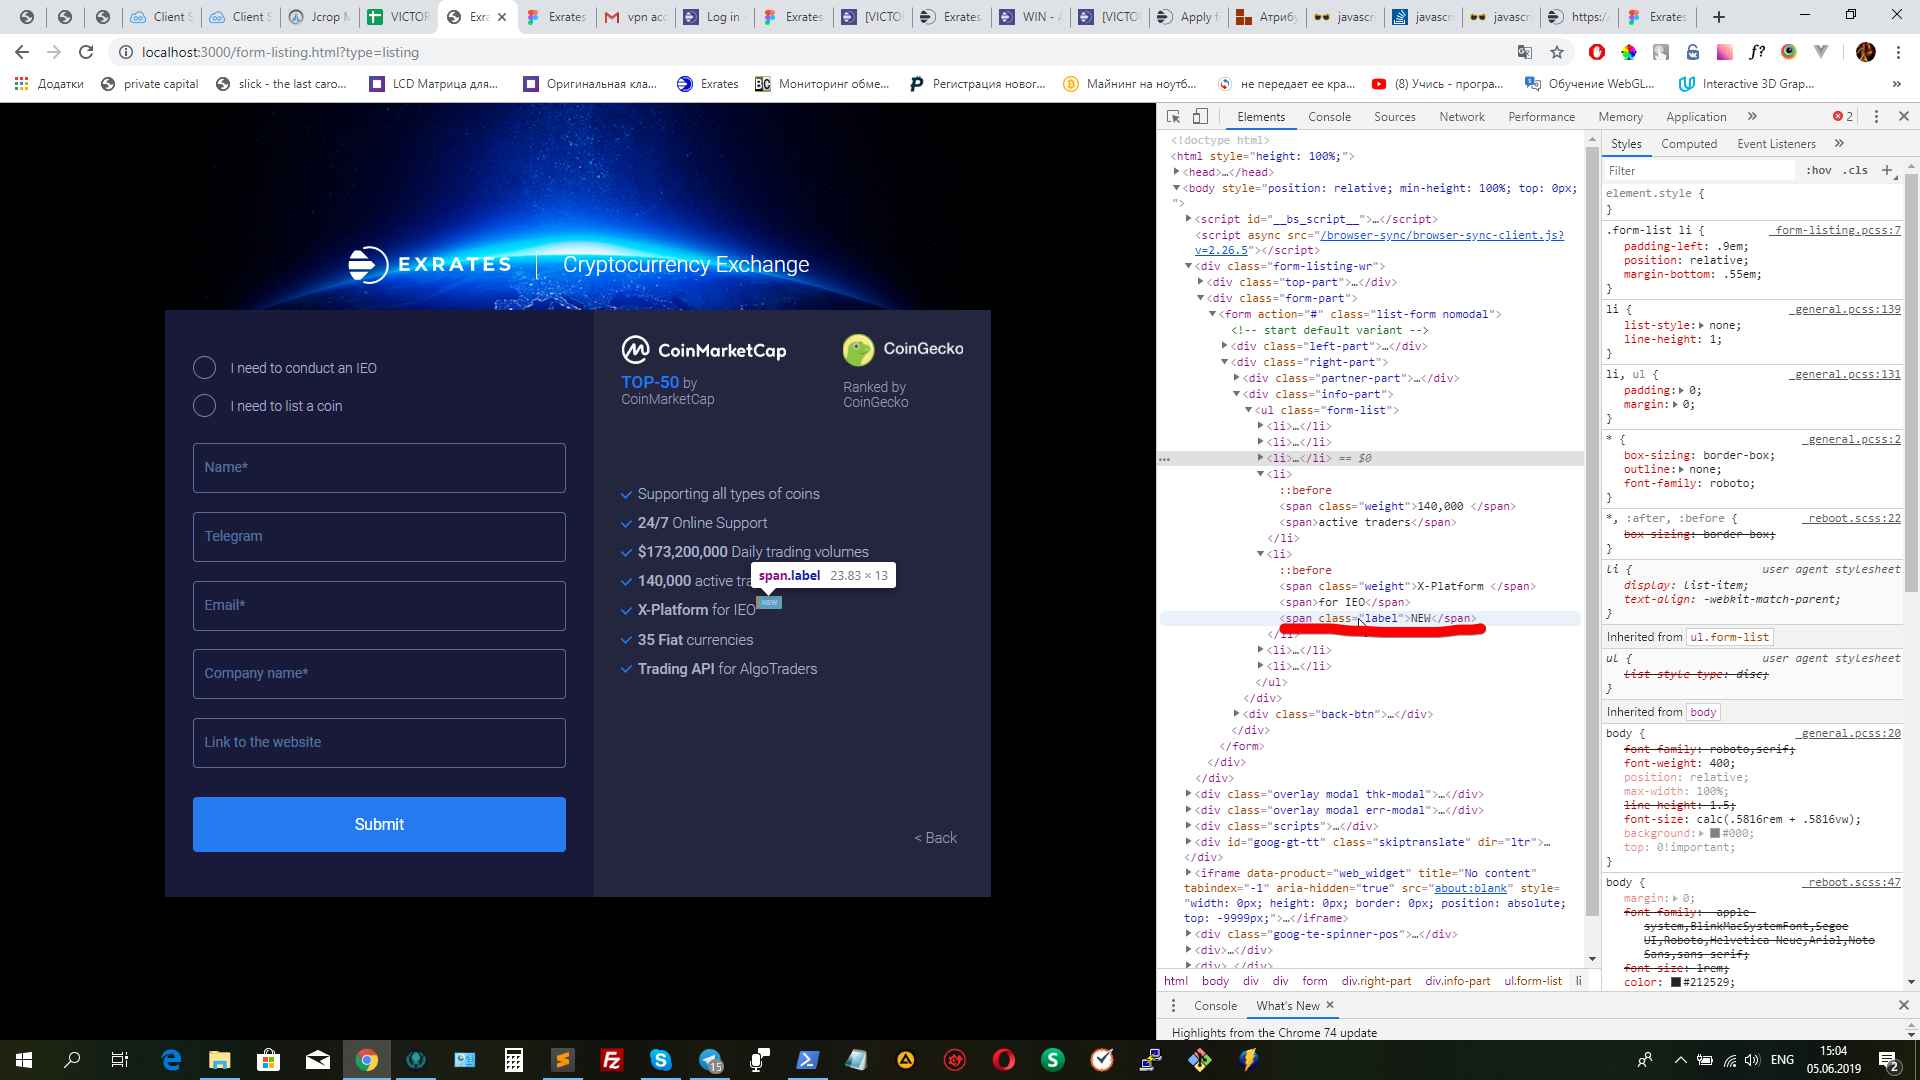 Client S
Client S
Jcrop M
VICTOR
Exra
Exrates
vpn acc
Log in -
Exrates
[VICTO
Exrates
WIN - A
[VICTO
Apply f
Атрибу
javascri
javascri
javascri
https://
Exrates
localhost:3000/form-listing.html?type=listing
Додатки
private capital
slick - the last caro...
LCD Матрица для...
Оригинальная кла...
Exrates
Мониторинг обме...
Регистрация новог...
Майнинг на ноутб...
не передает ее кра...
(8) Учись - програ...
Обучение WebGL...
Interactive 3D Grap...
»
EXRATES
Cryptocurrency Exchange
I need to conduct an IEO
I need to list a coin
Name*
Telegram
Email*
Company name*
Link to the website
Submit
CoinMarketCap
TOP-50 by
CoinMarketCap
CoinGecko
Ranked by
CoinGecko
Supporting all types of coins
24/7 Online Support
$173,200,000 Daily trading volumes
140,000 active tra
span.label 23.83 × 13
X-Platform for IEO NEW
35 Fiat currencies
Trading API for AlgoTraders
< Back
Elements Console Sources Network Performance Memory Application » 2
<!doctype html>
<html style="height: 100%;">
<head>…</head>
<body style="position: relative; min-height: 100%; top: 0px;
">
<script id="__bs_script__">…</script>
<script async src="/browser-sync/browser-sync-client.js?
v=2.26.5"></script>
<div class="form-listing-wr">
<div class="top-part">…</div>
<div class="form-part">
<form action="#" class="list-form nomodal">
<!-- start default variant -->
<div class="left-part">…</div>
<div class="right-part">
<div class="partner-part">…</div>
<div class="info-part">
<ul class="form-list">
<li>…</li>
<li>…</li>
<li>…</li> == $0
<li>
::before
<span class="weight">140,000 </span>
<span>active traders</span>
</li>
<li>
::before
<span class="weight">X-Platform </span>
<span>for IEO</span>
<span class="label">NEW</span>
</li>
<li>…</li>
<li>…</li>
</ul>
</div>
<div class="back-btn">…</div>
</div>
</form>
</div>
</div>
<div class="overlay modal thk-modal">…</div>
<div class="overlay modal err-modal">…</div>
<div class="scripts">…</div>
<div id="goog-gt-tt" class="skiptranslate" dir="ltr">…
</div>
<iframe data-product="web_widget" title="No content"
tabindex="-1" aria-hidden="true" src="about:blank" style=
"width: 0px; height: 0px; border: 0px; position: absolute;
top: -9999px;">…</iframe>
<div class="goog-te-spinner-pos">…</div>
<div>…</div>
<div>…</div>
html body div div form div.right-part div.info-part ul.form-list li
Console What's New ×
Highlights from the Chrome 74 update
Styles Computed Event Listeners »
Filter :hov .cls +
element.style {
}
.form-list li { _form-listing.pcss:7
padding-left: .9em;
position: relative;
margin-bottom: .55em;
}
li { _general.pcss:139
list-style: none;
line-height: 1;
}
li, ul { _general.pcss:131
padding: 0;
margin: 0;
}
* { _general.pcss:2
box-sizing: border-box;
outline: none;
font-family: roboto;
}
*, :after, :before { _reboot.scss:22
box-sizing: border-box;
}
li { user agent stylesheet
display: list-item;
text-align: -webkit-match-parent;
}
Inherited from ul.form-list
ul { user agent stylesheet
list-style-type: disc;
}
Inherited from body
body { _general.pcss:20
font-family: roboto,serif;
font-weight: 400;
position: relative;
max-width: 100%;
line-height: 1.5;
font-size: calc(.5816rem + .5816vw);
background: #000;
top: 0!important;
}
body { _reboot.scss:47
margin: 0;
font-family: -apple-
system,BlinkMacSystemFont,Segoe
UI,Roboto,Helvetica Neue,Arial,Noto
Sans,sans-serif;
font-size: 1rem;
color: #212529;
15
ENG
15:04
05.06.2019
2